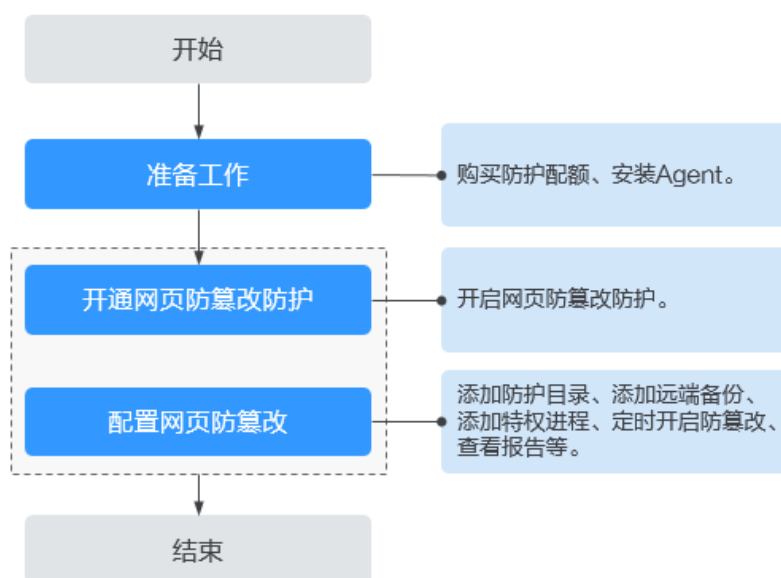 开始
准备工作
购买防护配额、安装Agent。
开通网页防篡改防护
开启网页防篡改防护。
配置网页防篡改
添加防护目录、添加远端备份、
添加特权进程、定时开启防篡改、
查看报告等。
结束